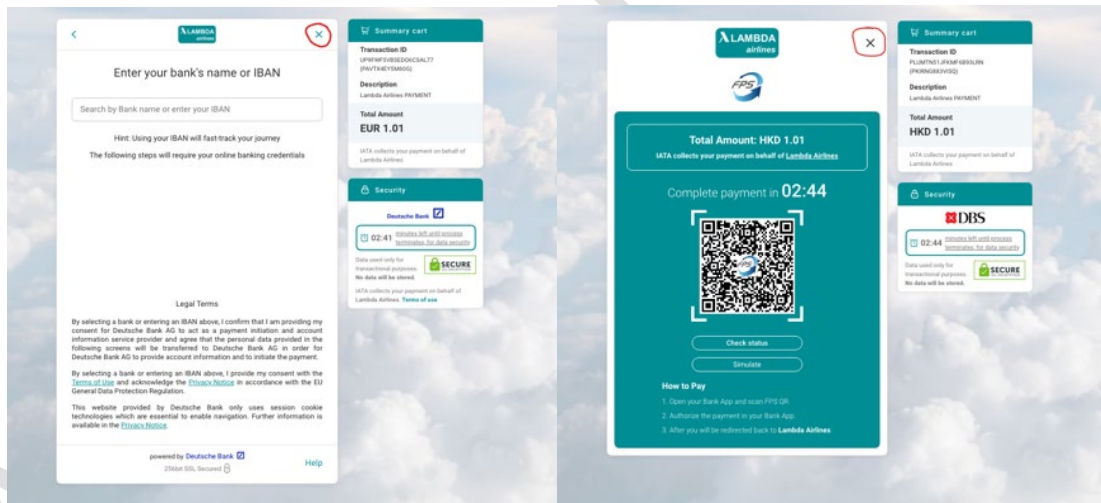 LAMBDA
airlines
Enter your bank's name or IBAN
Search by Bank name or enter your IBAN
Hint: Using your IBAN will fast-track your journey
The following steps will require your online banking credentials
Legal Terms
By selecting a bank or entering an IBAN above, I confirm that I am providing my
consent for Deutsche Bank AG to act as a payment initiation and account
information service provider and agree that the personal data provided in the
following screens will be transferred to Deutsche Bank AG in order for
Deutsche Bank AG to provide account information and to initiate the payment.
By selecting a bank or entering an IBAN above, I provide my consent with the
Terms of Use and acknowledge the Privacy Notice in accordance with the EU
General Data Protection Regulation.
This website provided by Deutsche Bank only uses session cookie
technologies which are essential to enable navigation. Further information is
available in the Privacy Notice.
powered by Deutsche Bank
256bit SSL Secured
Help
Summary cart
Transaction ID
Description
Lambda Airlines PAYMENT
Total Amount
EUR 1.01
IATA collects your payment on behalf of
Lambda Airlines
Security
Deutsche Bank
02:41 minutes left until process
terminates, for data security
Data used only for
transactional purposes.
No data will be stored.
SECURE
IATA collects your payment on behalf of
Lambda Airlines. Terms of use
LAMBDA
airlines
FPS
Total Amount: HKD 1.01
IATA collects your payment on behalf of Lambda Airlines
Complete payment in 02:44
FPS
Check status
Simulate
How to Pay
1. Open your Bank App and scan FPS QR
2. Authorize the payment in your Bank App.
3. After you will be redirected back to Lambda Airlines
Summary cart
Transaction ID
Description
Lambda Airlines PAYMENT
Total Amount
HKD 1.01
IATA collects your payment on behalf of
Lambda Airlines
Security
DBS
02:44 minutes left until process
terminates, for data security
Data used only for
transactional purposes.
No data will be stored.
SECURE